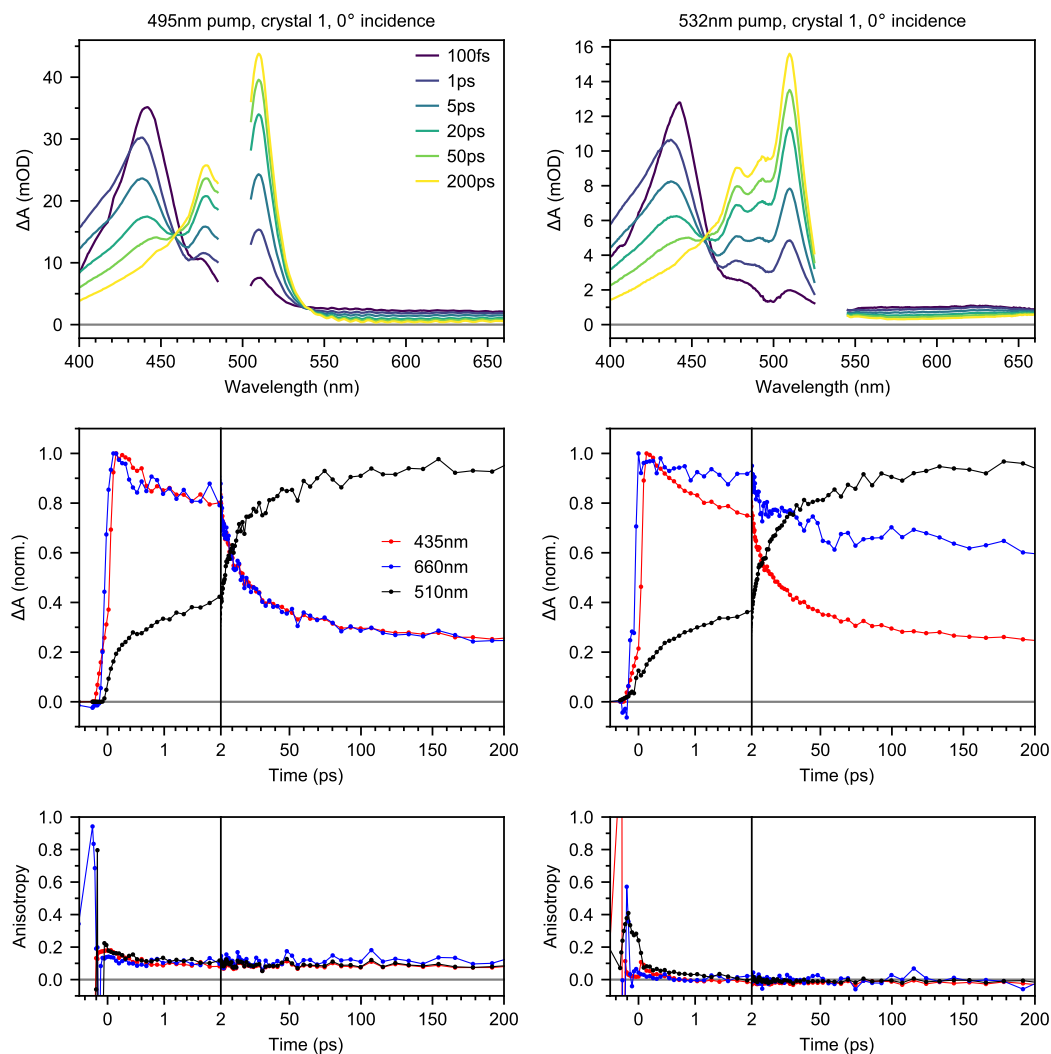 495nm pump, crystal 1, 0° incidence
532nm pump, crystal 1, 0° incidence
ΔA (mOD)
40
30
20
10
0
100fs
1ps
5ps
20ps
50ps
200ps
400 450 500 550 600 650
Wavelength (nm)
ΔA (mOD)
16
14
12
10
8
6
4
2
0
400 450 500 550 600 650
Wavelength (nm)
ΔA (norm.)
1.0
0.8
0.6
0.4
0.2
0.0
435nm
660nm
510nm
0 1 2 50 100 150 200
Time (ps)
ΔA (norm.)
1.0
0.8
0.6
0.4
0.2
0.0
0 1 2 50 100 150 200
Time (ps)
Anisotropy
1.0
0.8
0.6
0.4
0.2
0.0
0 1 2 50 100 150 200
Time (ps)
Anisotropy
1.0
0.8
0.6
0.4
0.2
0.0
0 1 2 50 100 150 200
Time (ps)